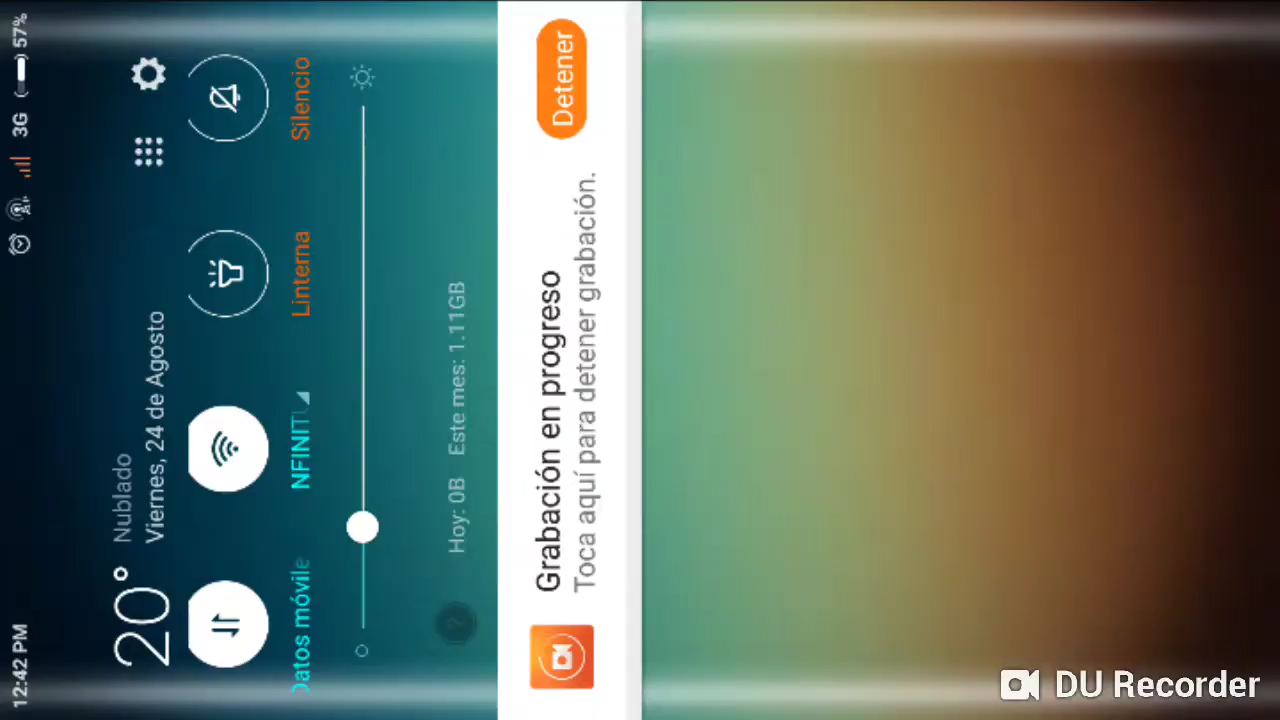 12:42 PM 3G 57%
20° Nublado
Viernes, 24 de Agosto
Datos móvile NFINITU Linterna Silencio
Hoy: 0B Este mes: 1.11GB
?
Grabación en progreso
Toca aquí para detener grabación.
Detener
DU Recorder